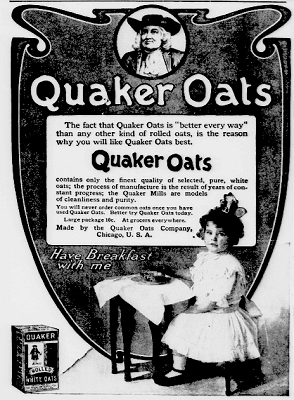 Quaker Oats
The fact that Quaker Oats is "better every way"
than any other kind of rolled oats, is the reason
why you will like Quaker Oats best.
Quaker Oats
contains only the finest quality of selected, pure, white
oats; the process of manufacture is the result of years of con-
stant progress; the Quaker Mills are models
of cleanliness and purity.
You will never order common oats once you have
used Quaker Oats. Better try Quaker Oats today.
Large package 10c. At grocers everywhere.
Made by the Quaker Oats Company,
Chicago, U. S. A.
Have Breakfast
with me
QUAKER
ROLLED
WHITE OATS